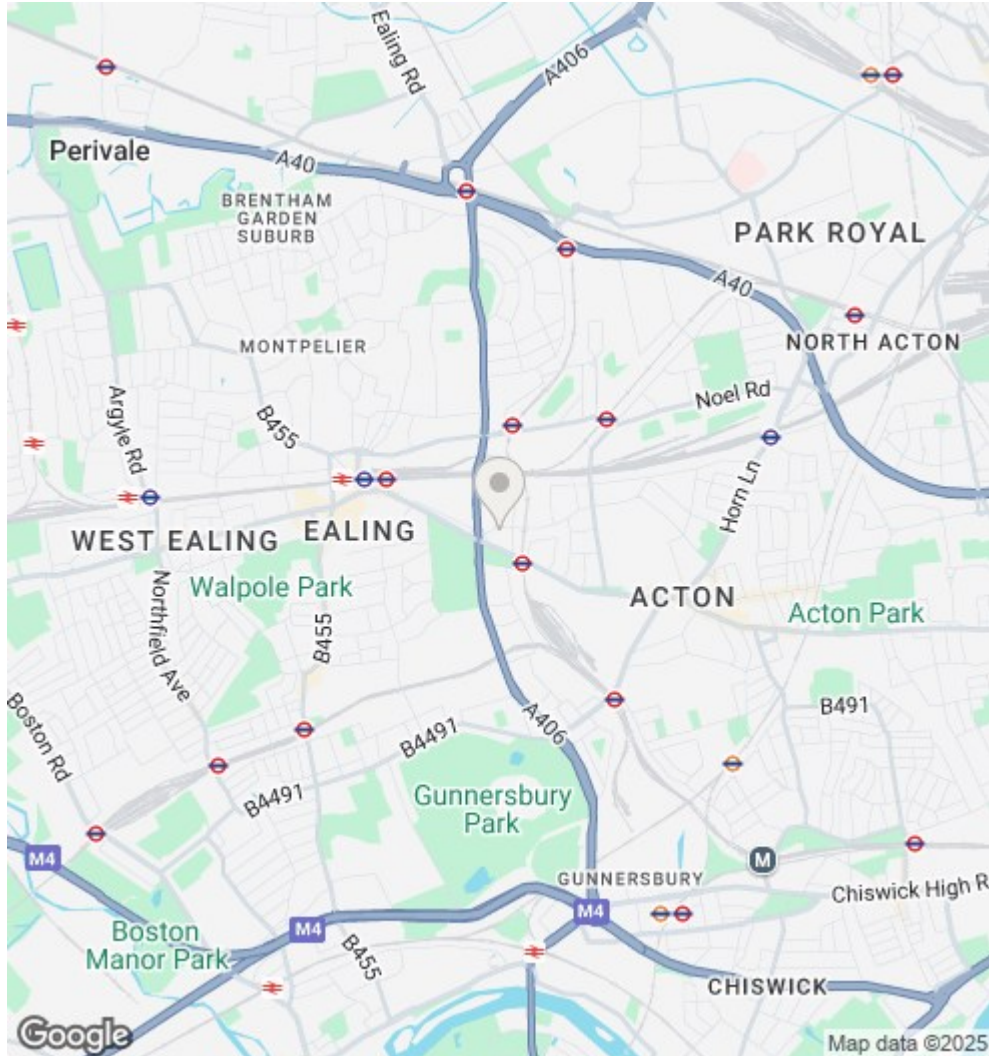 Ealing Rd
A406
Perivale
A40
BRENTHAM
GARDEN
SUBURB
PARK ROYAL
A40
MONTPELIER
NORTH ACTON
Argyle Rd
Noel Rd
B455
Horn Ln
WEST EALING
EALING
Walpole Park
ACTON
Acton Park
Northfield Ave
B455
Boston Rd
A406
B491
B4491
B4491
Gunnersbury
Park
M4
M
GUNNERSBURY
Chiswick High R
M4
M4
Boston
Manor Park
B455
CHISWICK
Google
Map data ©2025